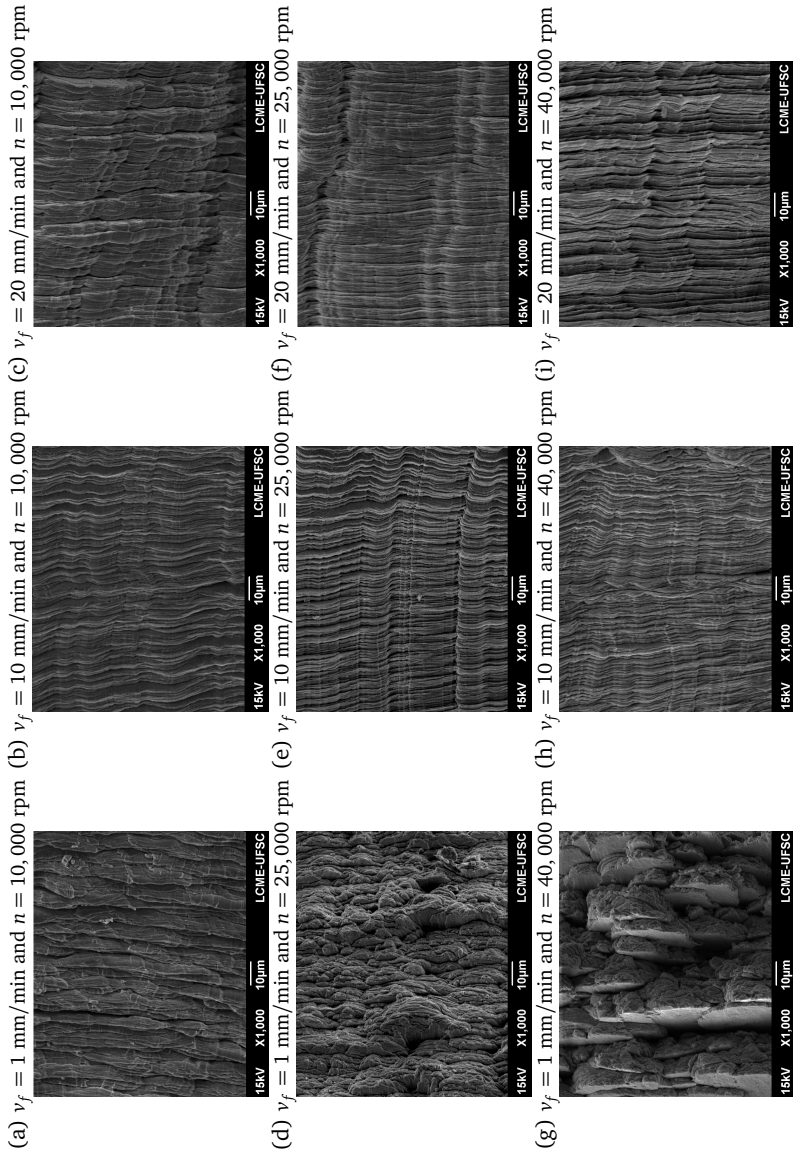 (a) v_f = 1 mm/min and n = 10,000 rpm (b) v_f = 10 mm/min and n = 10,000 rpm (c) v_f = 20 mm/min and n = 10,000 rpm
15kV X1,000 10µm LCME-UFSC 15kV X1,000 10µm LCME-UFSC 15kV X1,000 10µm LCME-UFSC
(d) v_f = 1 mm/min and n = 25,000 rpm (e) v_f = 10 mm/min and n = 25,000 rpm (f) v_f = 20 mm/min and n = 25,000 rpm
15kV X1,000 10µm LCME-UFSC 15kV X1,000 10µm LCME-UFSC 15kV X1,000 10µm LCME-UFSC
(g) v_f = 1 mm/min and n = 40,000 rpm (h) v_f = 10 mm/min and n = 40,000 rpm (i) v_f = 20 mm/min and n = 40,000 rpm
15kV X1,000 10µm LCME-UFSC 15kV X1,000 10µm LCME-UFSC 15kV X1,000 10µm LCME-UFSC